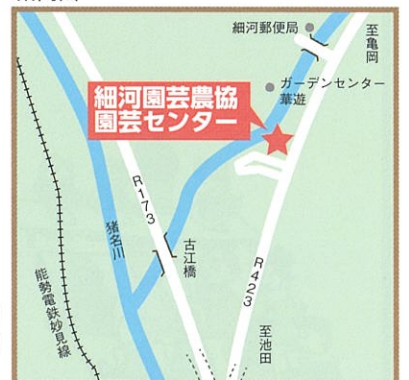 細河郵便局
至亀岡
ガーデンセンター
華遊
細河園芸農協
園芸センター
R173
猪名川
古江橋
R423
能勢電鉄妙見線
至池田